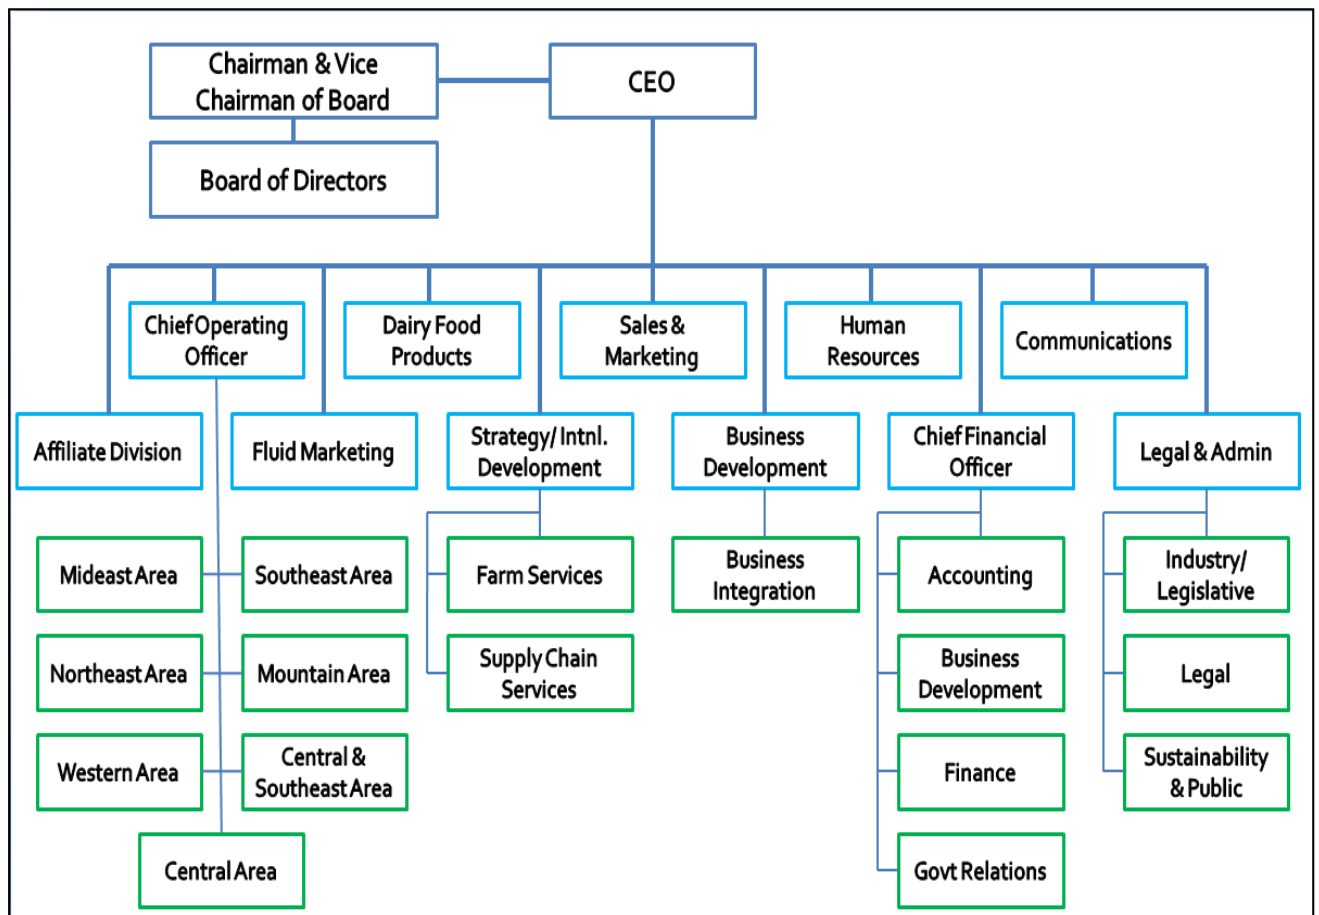 Chairman & Vice
Chairman of Board
CEO
Board of Directors
Chief Operating
Officer
Dairy Food
Products
Sales &
Marketing
Human
Resources
Communications
Affiliate Division
Fluid Marketing
Strategy/ Intnl.
Development
Business
Development
Chief Financial
Officer
Legal & Admin
Mideast Area
Southeast Area
Farm Services
Business
Integration
Accounting
Industry/
Legislative
Northeast Area
Mountain Area
Supply Chain
Services
Business
Development
Legal
Western Area
Central &
Southeast Area
Finance
Sustainability
& Public
Central Area
Govt Relations